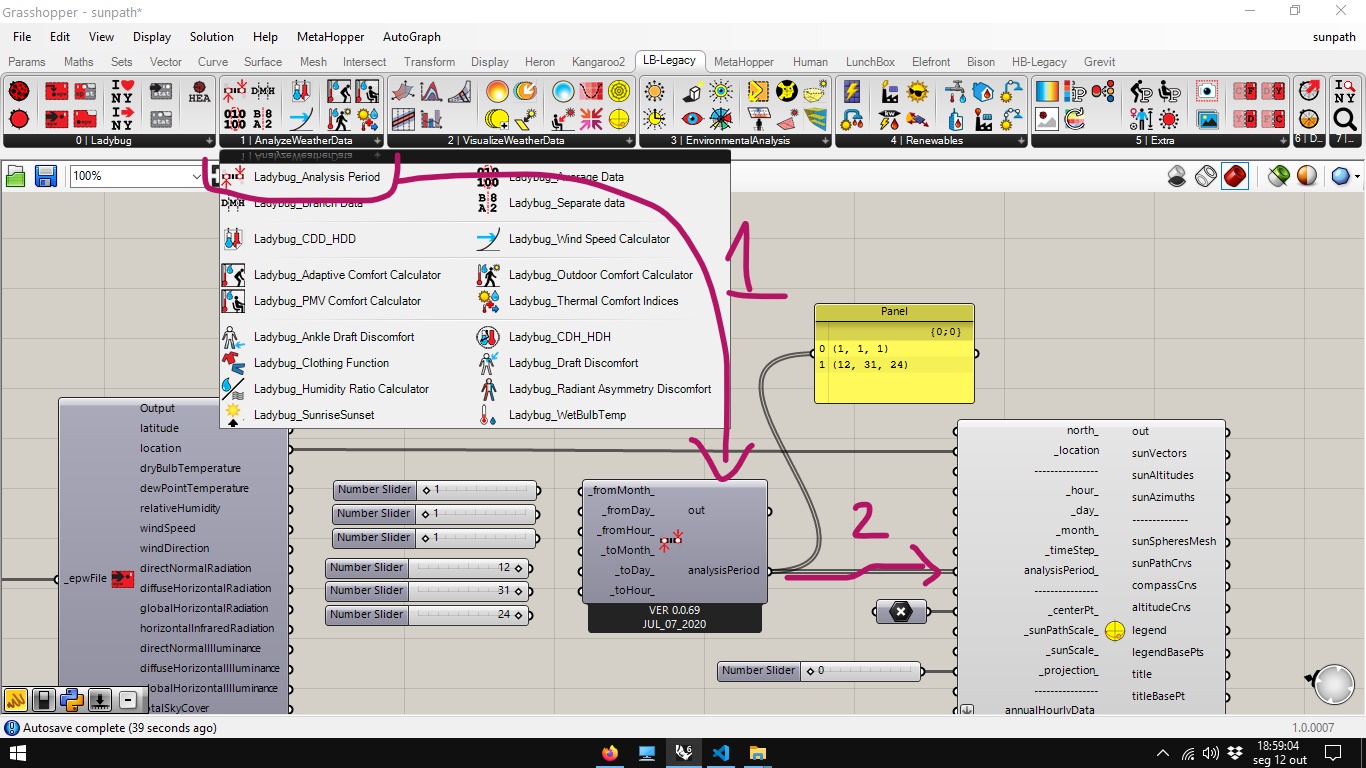 Grasshopper - sunpath*
File Edit View Display Solution Help MetaHopper AutoGraph sunpath
Params Maths Sets Vector Curve Surface Mesh Intersect Transform Display Heron Kangaroo2 LB-Legacy MetaHopper Human LunchBox Elefront Bison HB-Legacy Grevit
0 | Ladybug 1 | AnalyzeWeatherData 2 | VisualizeWeatherData 3 | EnvironmentalAnalysis 4 | Renewables 5 | Extra 6 | D... 7 |...
100%
Ladybug_Analysis Period Ladybug_Average Data
Ladybug_Branch Data Ladybug_Separate data
Ladybug_CDD_HDD Ladybug_Wind Speed Calculator
Ladybug_Adaptive Comfort Calculator Ladybug_Outdoor Comfort Calculator
Ladybug_PMV Comfort Calculator Ladybug_Thermal Comfort Indices
Ladybug_Ankle Draft Discomfort Ladybug_CDH_HDH
Ladybug_Clothing Function Ladybug_Draft Discomfort
Ladybug_Humidity Ratio Calculator Ladybug_Radiant Asymmetry Discomfort
Ladybug_SunriseSunset Ladybug_WetBulbTemp
1
Panel
{0;0}
0 (1, 1, 1)
1 (12, 31, 24)
_epwFile
Output
latitude
location
dryBulbTemperature
dewPointTemperature
relativeHumidity
windSpeed
windDirection
directNormalRadiation
diffuseHorizontalRadiation
globalHorizontalRadiation
horizontalInfraredRadiation
directNormalIlluminance
diffuseHorizontalIlluminance
globalHorizontalIlluminance
totalSkyCover
Number Slider 1
Number Slider 1
Number Slider 1
Number Slider 12
Number Slider 31
Number Slider 24
_fromMonth_
_fromDay_
_fromHour_
_toMonth_
_toDay_
_toHour_
out
analysisPeriod
VER 0.0.69
JUL_07_2020
2
Number Slider 0
north_
_location
---------------
_hour_
_day_
_month_
_timeStep_
analysisPeriod_
---------------
_centerPt_
_sunPathScale_
_sunScale_
_projection_
---------------
annualHourlyData_
out
sunVectors
sunAltitudes
sunAzimuths
--------------
sunSpheresMesh
sunPathCrvs
compassCrvs
altitudeCrvs
legend
legendBasePts
title
titleBasePt
Autosave complete (39 seconds ago) 1.0.0007
18:59:04
seg 12 out